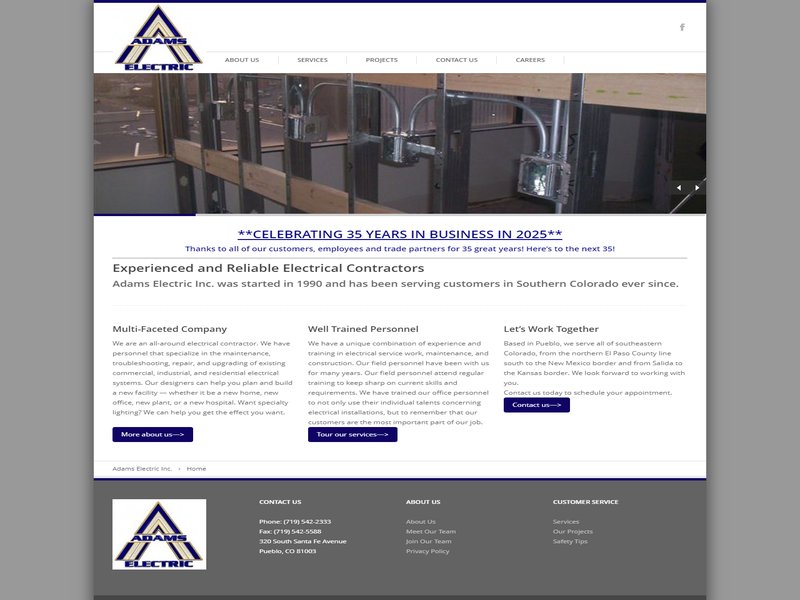 ADAMS
ELECTRIC
ABOUT US
SERVICES
PROJECTS
CONTACT US
CAREERS
**CELEBRATING 35 YEARS IN BUSINESS IN 2025**
Thanks to all of our customers, employees and trade partners for 35 great years! Here's to the next 35!
Experienced and Reliable Electrical Contractors
Adams Electric Inc. was started in 1990 and has been serving customers in Southern Colorado ever since.
Multi-Faceted Company
We are an all-around electrical contractor. We have
personnel that specialize in the maintenance,
troubleshooting, repair, and upgrading of existing
commercial, industrial, and residential electrical
systems. Our designers can help you plan and build
a new facility — whether it be a new home, new
office, new plant, or a new hospital. Want specialty
lighting? We can help you get the effect you want.
More about us—>
Well Trained Personnel
We have a unique combination of experience and
training in electrical service work, maintenance, and
construction. Our field personnel have been with us
for many years. Our field personnel attend regular
training to keep sharp on current skills and
requirements. We have trained our office personnel
to not only use their individual talents concerning
electrical installations, but to remember that our
customers are the most important part of our job.
Tour our services—>
Let's Work Together
Based in Pueblo, we serve all of southeastern
Colorado, from the northern El Paso County line
south to the New Mexico border and from Salida to
the Kansas border. We look forward to working with
you.
Contact us today to schedule your appointment.
Contact us—>
Adams Electric Inc. › Home
ADAMS
ELECTRIC
CONTACT US
Phone: (719) 542-2333
Fax: (719) 542-5588
320 South Santa Fe Avenue
Pueblo, CO 81003
ABOUT US
About Us
Meet Our Team
Join Our Team
Privacy Policy
CUSTOMER SERVICE
Services
Our Projects
Safety Tips